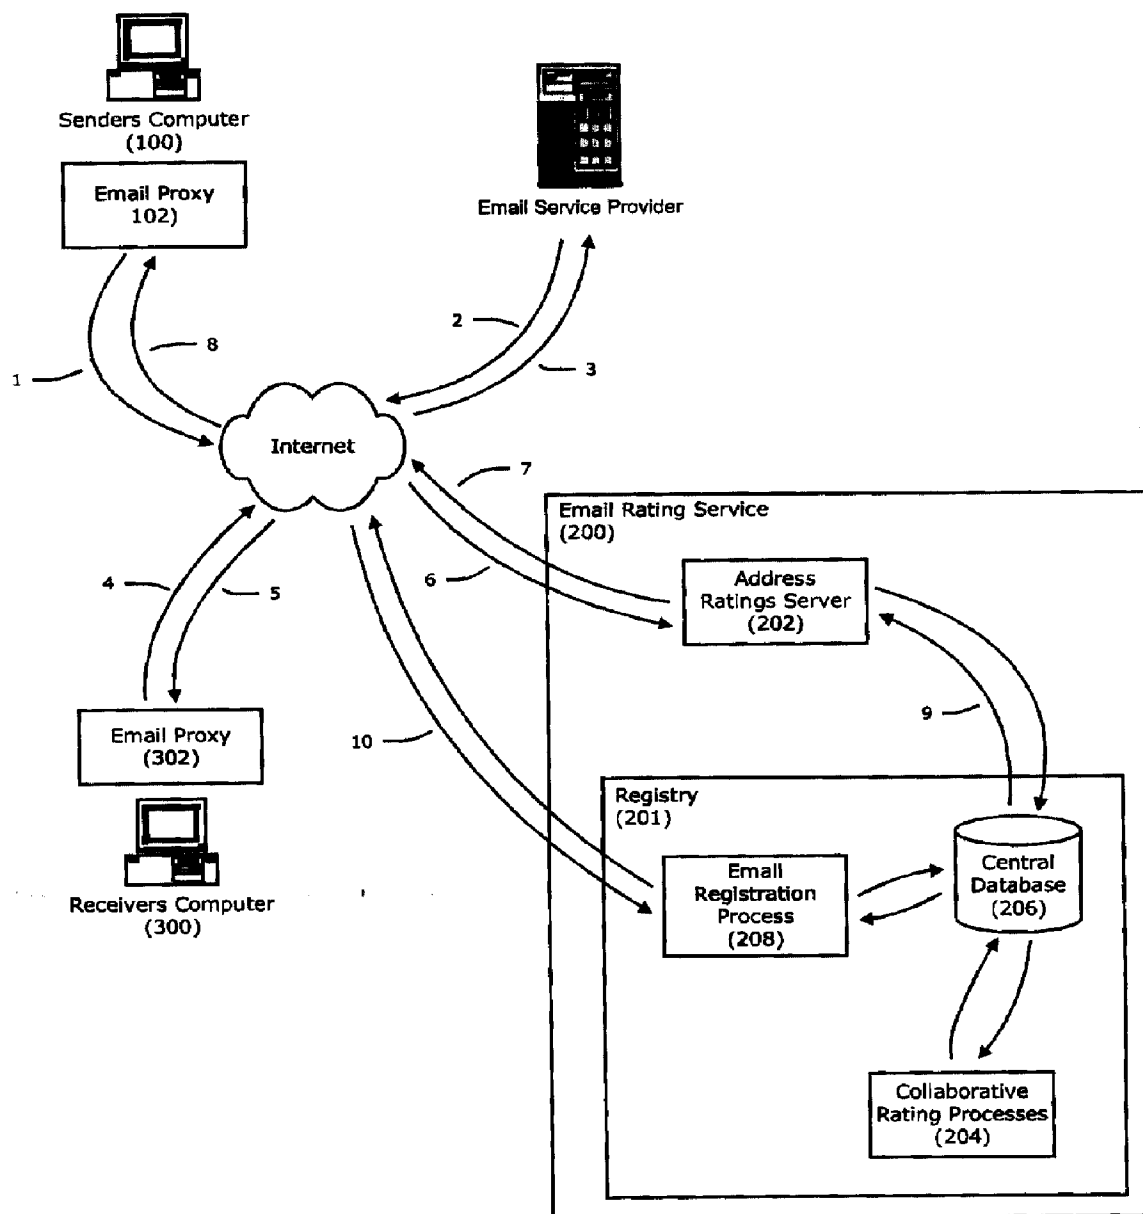 Senders Computer
(100)
Email Proxy
102)
Email Service Provider
2
8
1
3
Internet
7
Email Rating Service
(200)
4
5
6
Address
Ratings Server
(202)
9
Email Proxy
(302)
10
Registry
(201)
Email
Registration
Process
(208)
Central
Database
(206)
Receivers Computer
(300)
Collaborative
Rating Processes
(204)